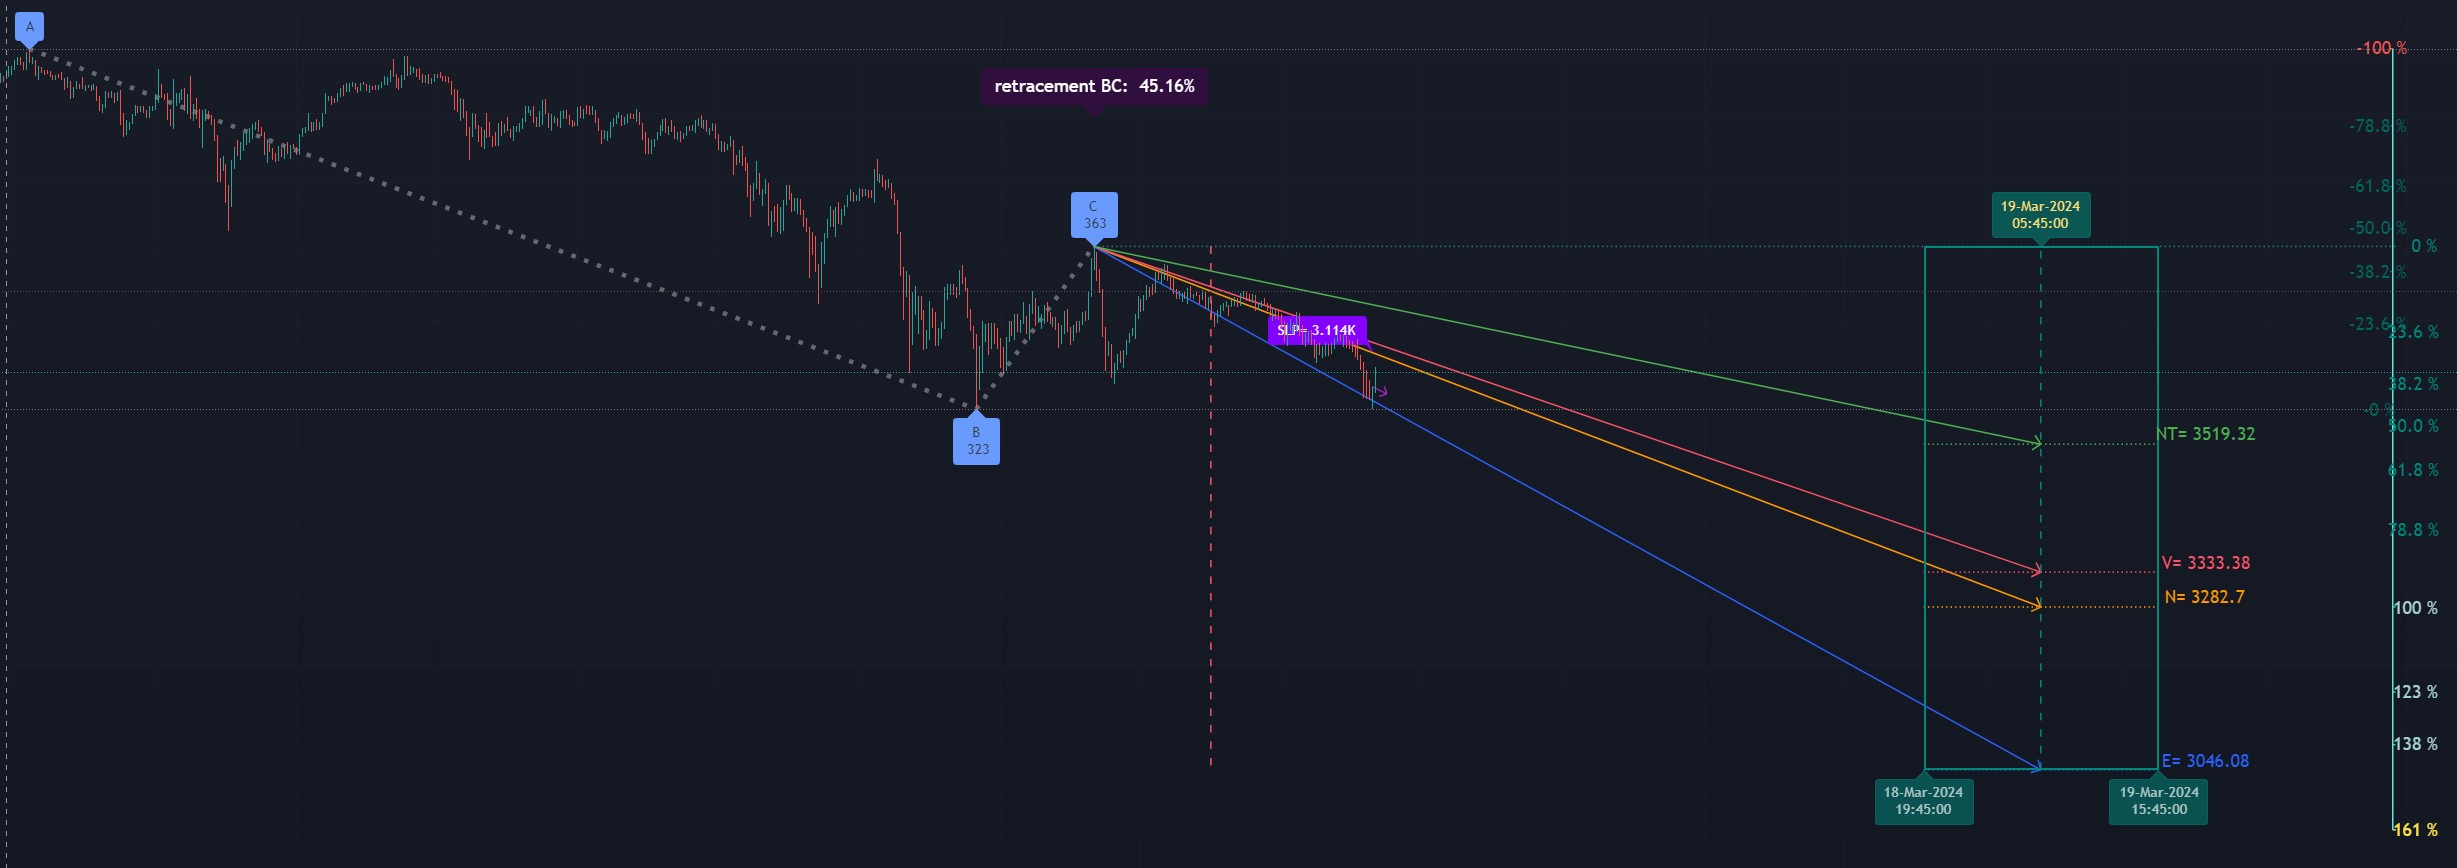 A
-100 %
retracement BC: 45.16%
-78.8 %
-61.8 %
19-Mar-2024
05:45:00
C
363
-50.0 %
0 %
-38.2 %
-23.6 %
23.6 %
SLP= 3.114K
38.2 %
-0 %
50.0 %
B
323
NT= 3519.32
61.8 %
78.8 %
V= 3333.38
N= 3282.7
100 %
123 %
138 %
E= 3046.08
18-Mar-2024
19:45:00
19-Mar-2024
15:45:00
161 %